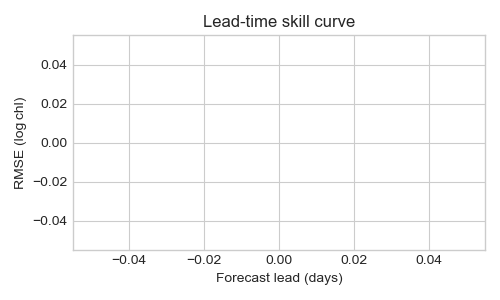 Lead-time skill curve
0.04
0.02
0.00
−0.02
−0.04
RMSE (log chl)
−0.04 −0.02 0.00 0.02 0.04
Forecast lead (days)